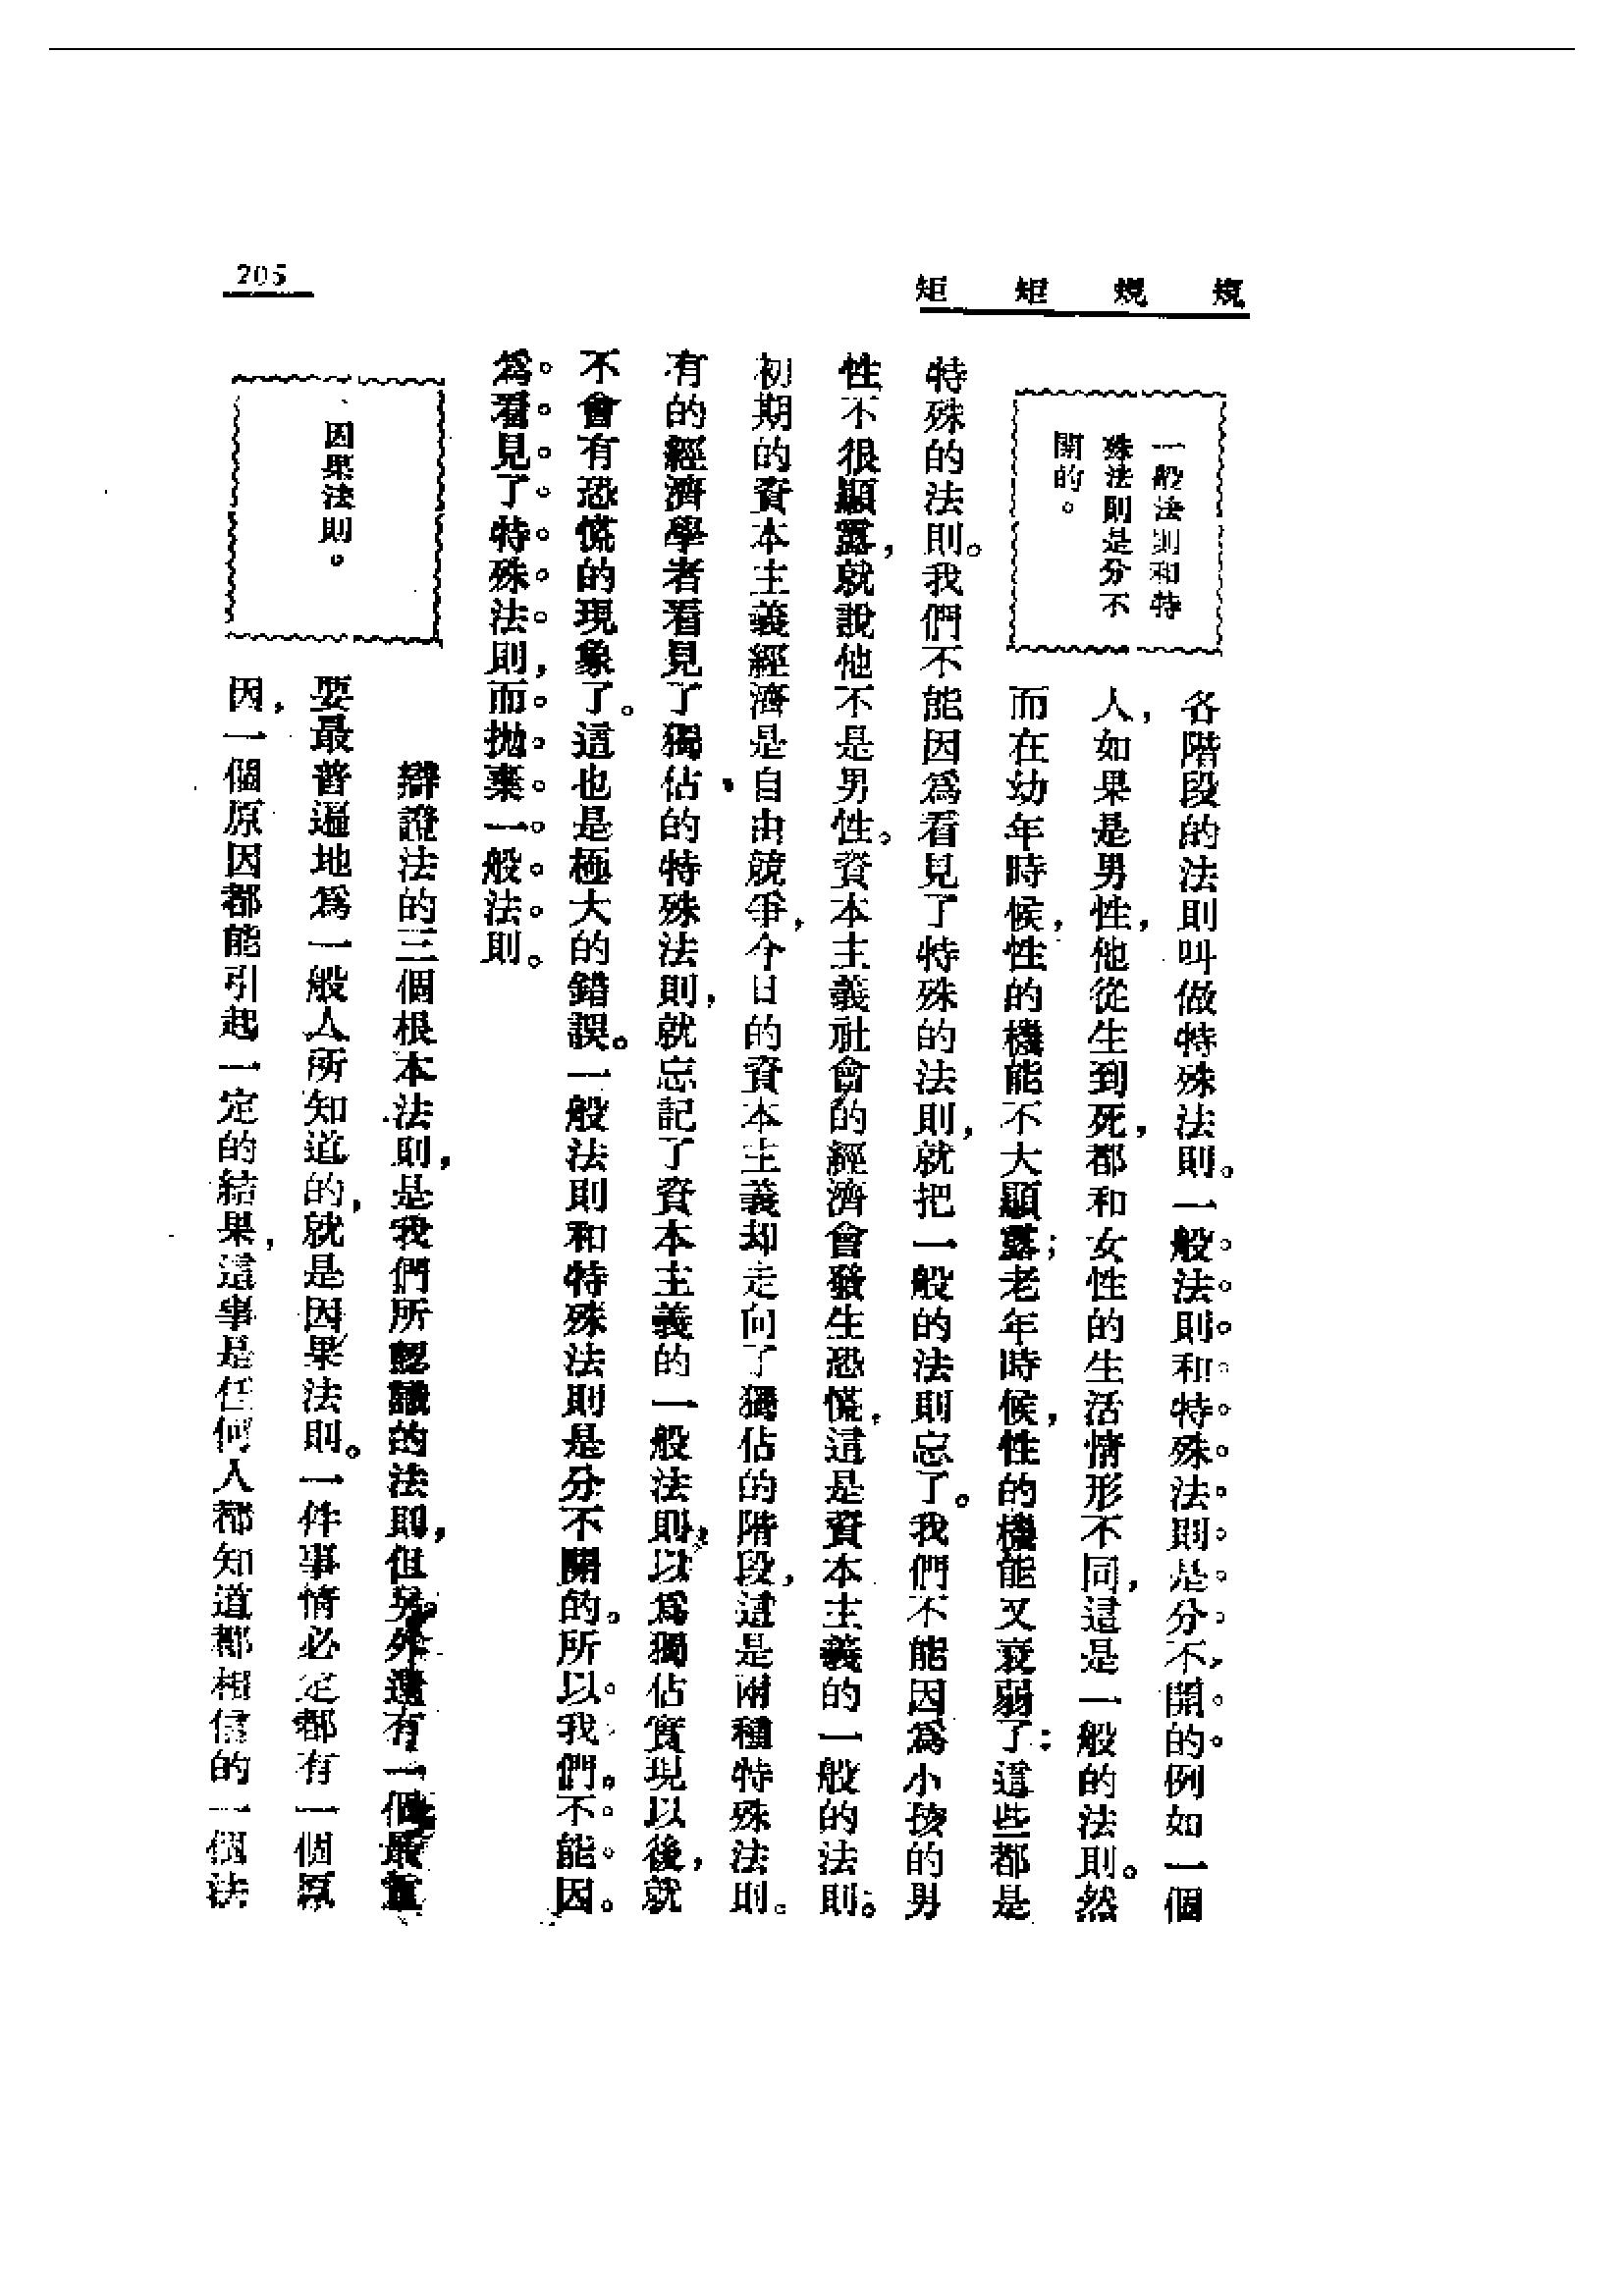 規規矩矩
205
一般法則和特
殊法則是分不
開的。
各階段的法則叫做特殊法則。一般法則和特殊法則是分不開的例如一個
人，如果是男性，他從生到死，都和女性的生活情形不同，這是一般的法則。然
而在幼年時候，性的機能不大顯露；老年時候，性的機能又衰弱了：這些都是
特殊的法則。我們不能因爲看見了特殊的法則，就把一般的法則忘了。我們不能因爲小孩的男
性不很顯露，就說他不是男性。資本主義社會的經濟會發生恐慌，這是資本主義的一般的法則。
初期的資本主義經濟是自由競爭，今日的資本主義却走向了獨佔的階段，這是兩種特殊法則。
有的經濟學者看見了獨佔的特殊法則，就忘記了資本主義的一般法則，以爲獨佔實現以後，就
不會有恐慌的現象了。這也是極大的錯誤。一般法則和特殊法則是分不開的。所以我們不能因
爲看見了特殊法則，而拋棄一般法則。
因果法則。
辯證法的三個根本法則，是我們所認識的法則，但另外還有一個最重
要最普遍地爲一般人所知道的，就是因果法則。一件事情必定都有一個原
因，一個原因都能引起一定的結果，這事是任何人都知道都相信的一個法